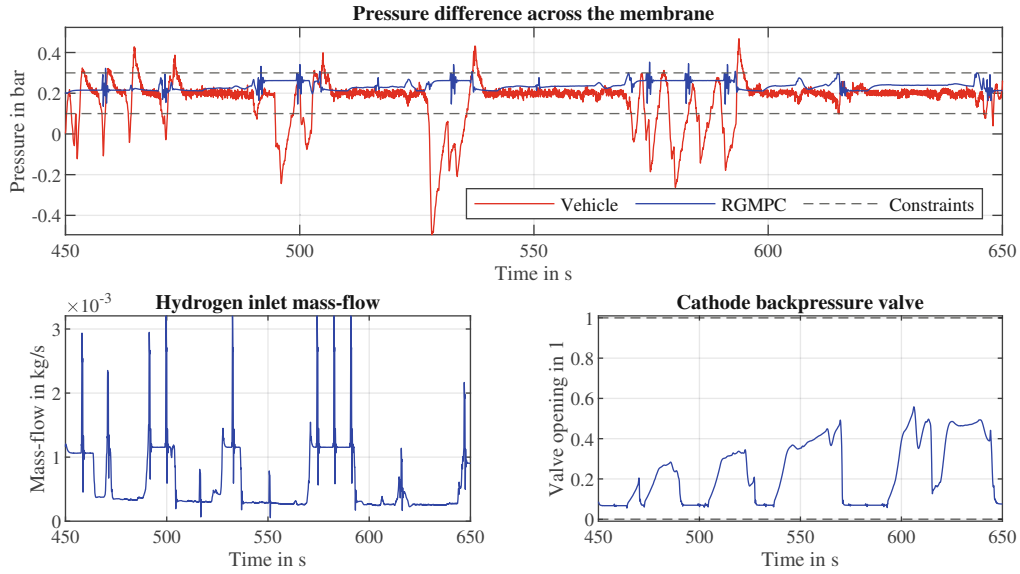 Pressure difference across the membrane
Pressure in bar
0.4
0.2
0
-0.2
-0.4
Vehicle
RGMPC
Constraints
450
500
550
600
650
Time in s
Hydrogen inlet mass-flow
×10⁻³
Mass-flow in kg/s
3
2
1
0
450
500
550
600
650
Time in s
Cathode backpressure valve
Valve opening in 1
1
0.8
0.6
0.4
0.2
0
450
500
550
600
650
Time in s